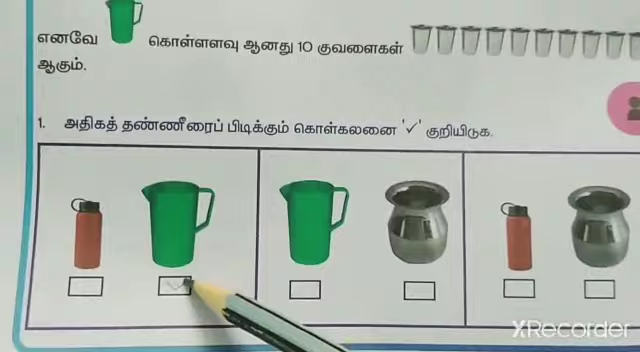 எனவே கொள்ளளவு ஆனது 10 குவளைகள்
ஆகும்.
1. அதிகத் தண்ணீரைப் பிடிக்கும் கொள்கலனை '✓' குறியிடுக.
XRecorder